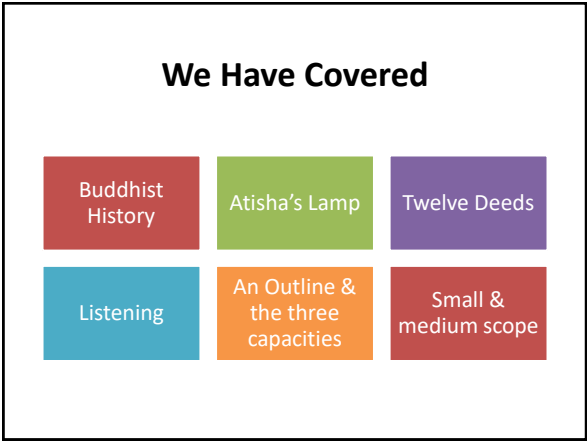 We Have Covered
Buddhist
History
Atisha's Lamp
Twelve Deeds
Listening
An Outline &
the three
capacities
Small &
medium scope